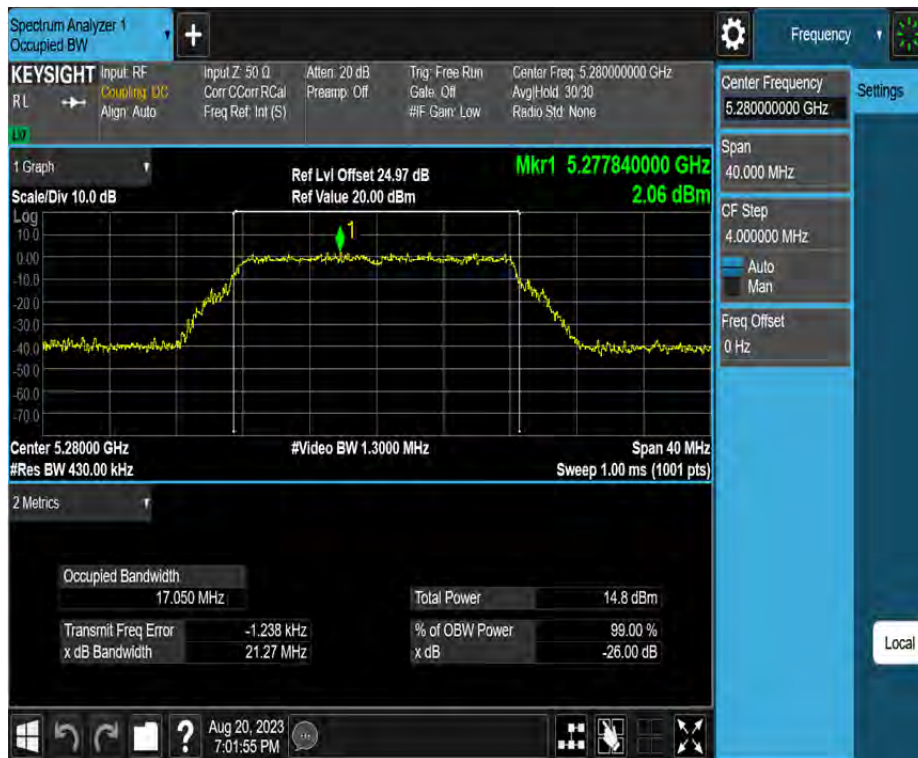 Spectrum Analyzer 1
Occupied BW
Frequency
KEYSIGHT
R L
LXI
Input: RF
Coupling: DC
Align: Auto
Input Z: 50 Ω
Corr CCorr RCal
Freq Ref: Int (S)
Atten: 20 dB
Preamp: Off
Trig: Free Run
Gate: Off
#IF Gain: Low
Center Freq: 5.280000000 GHz
Avg|Hold: 30/30
Radio Std: None
Center Frequency
5.280000000 GHz
Settings
Span
40.000 MHz
CF Step
4.000000 MHz
Auto
Man
Freq Offset
0 Hz
1 Graph
Scale/Div 10.0 dB
Ref Lvl Offset 24.97 dB
Ref Value 20.00 dBm
Mkr1 5.277840000 GHz
2.06 dBm
Log
10.0
0.00
-10.0
-20.0
-30.0
-40.0
-50.0
-60.0
-70.0
1
Center 5.28000 GHz
#Video BW 1.3000 MHz
Span 40 MHz
#Res BW 430.00 kHz
Sweep 1.00 ms (1001 pts)
2 Metrics
Occupied Bandwidth
17.050 MHz
Total Power 14.8 dBm
Transmit Freq Error -1.238 kHz
% of OBW Power 99.00 %
x dB Bandwidth 21.27 MHz
x dB -26.00 dB
Local
Aug 20, 2023
7:01:55 PM